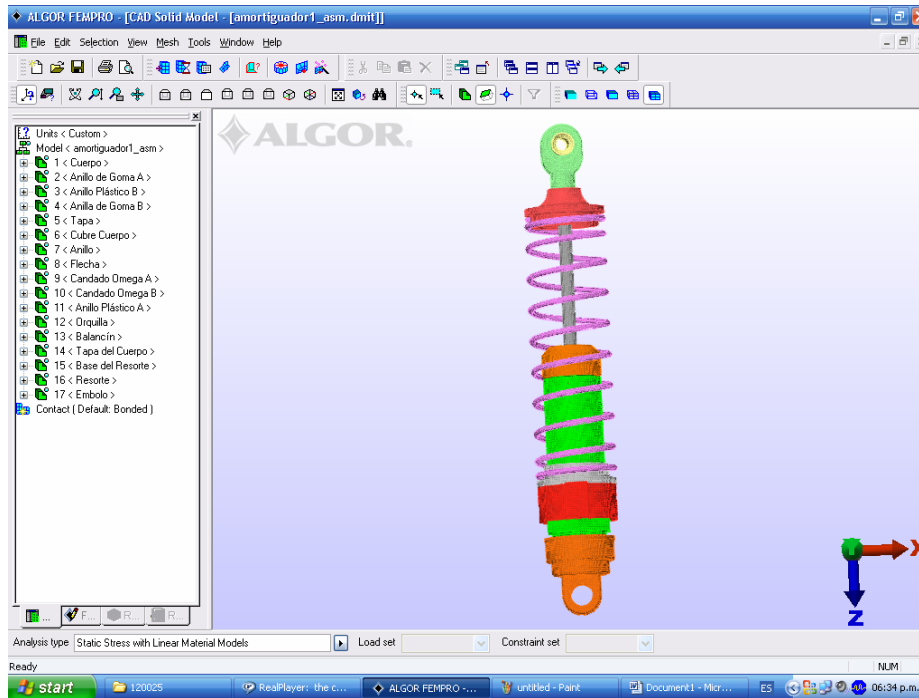 ALGOR FEMPRO - [CAD Solid Model - [amortiguador1_asm.dmit]]
File Edit Selection View Mesh Tools Window Help
Units < Custom >
Model < amortiguador1_asm >
1 < Cuerpo >
2 < Anillo de Goma A >
3 < Anillo Plástico B >
4 < Anilla de Goma B >
5 < Tapa >
6 < Cubre Cuerpo >
7 < Anillo >
8 < Flecha >
9 < Candado Omega A >
10 < Candado Omega B >
11 < Anillo Plástico A >
12 < Orquilla >
13 < Balancín >
14 < Tapa del Cuerpo >
15 < Base del Resorte >
16 < Resorte >
17 < Embolo >
Contact ( Default: Bonded )
ALGOR.
X
Z
... F... R... R...
Analysis type Static Stress with Linear Material Models Load set Constraint set
Ready NUM
start 120025 RealPlayer: the c... ALGOR FEMPRO -... untitled - Paint Document1 - Micr... ES 06:34 p.m.